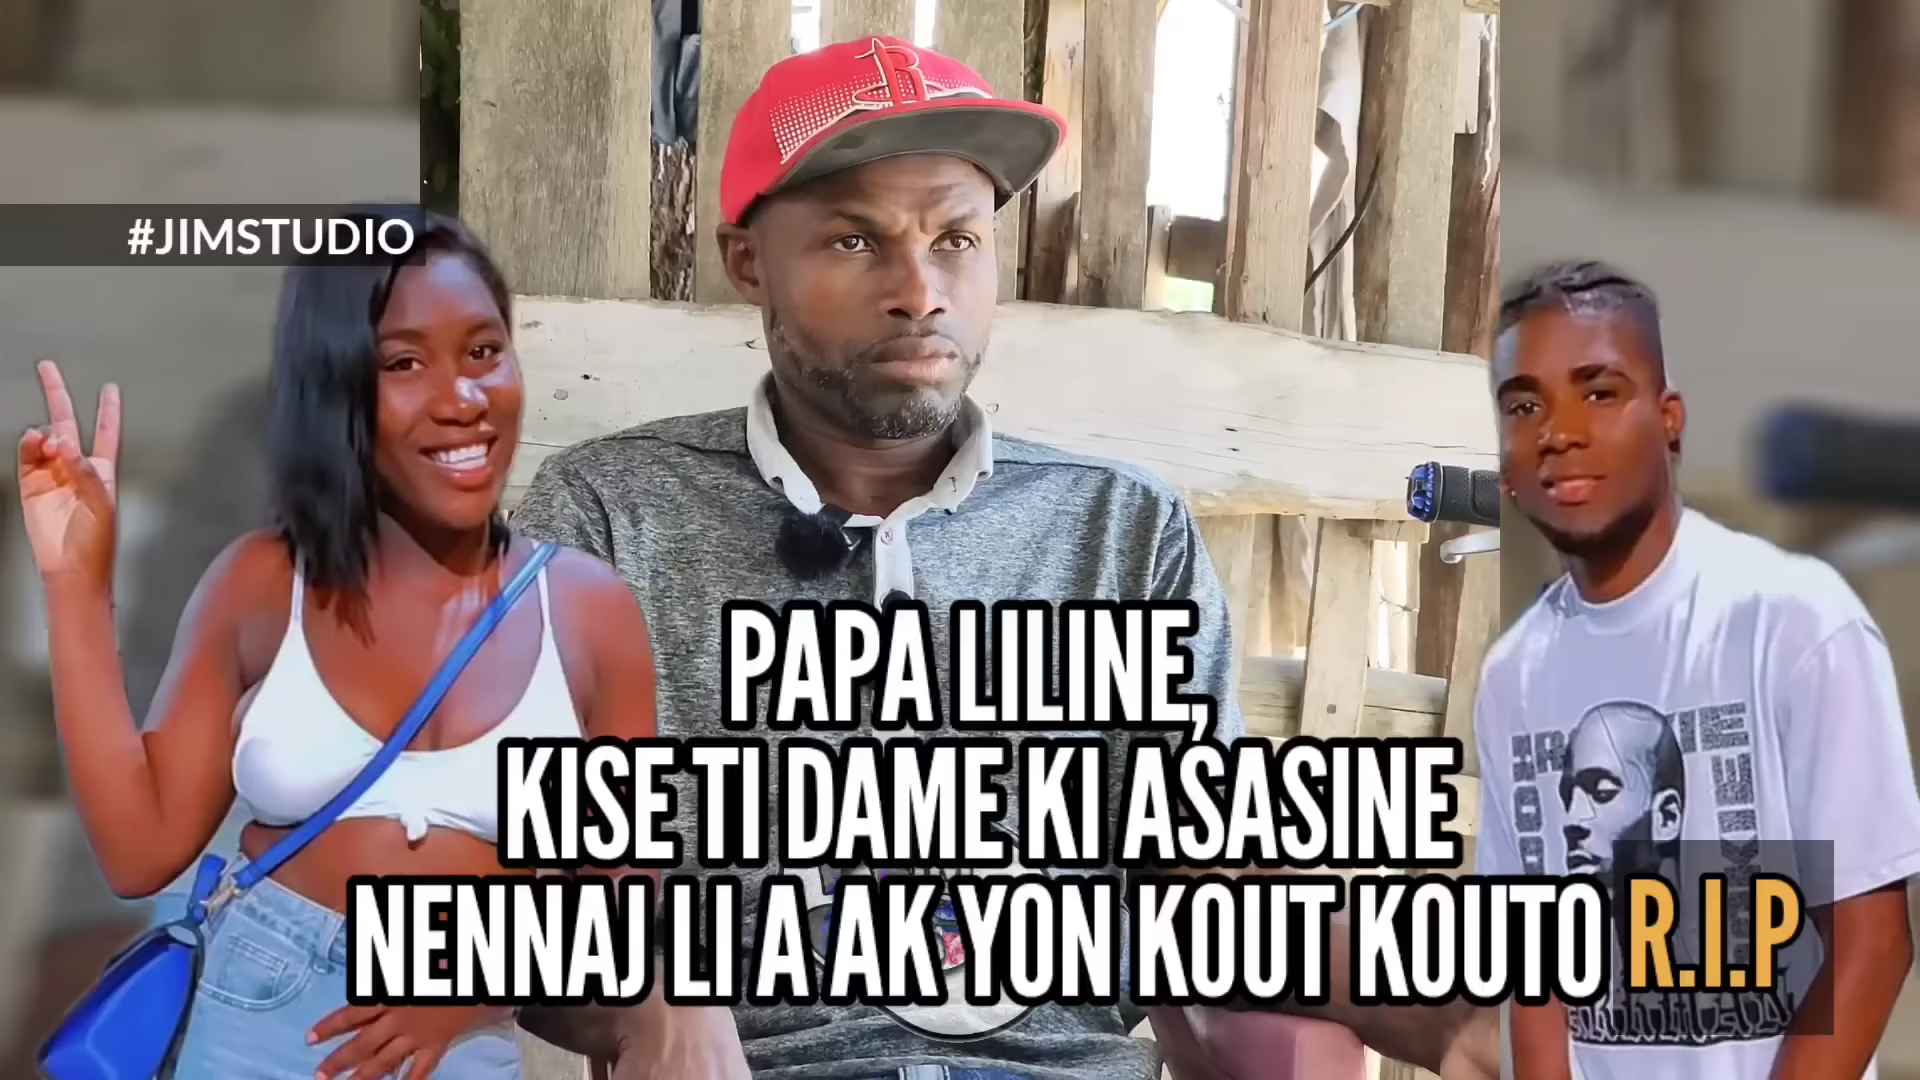 #JIMSTUDIO
PAPA LILINE,
KISE TI DAME KI ASASINE
NENNAJ LI A AK YON KOUT KOUTO R.I.P